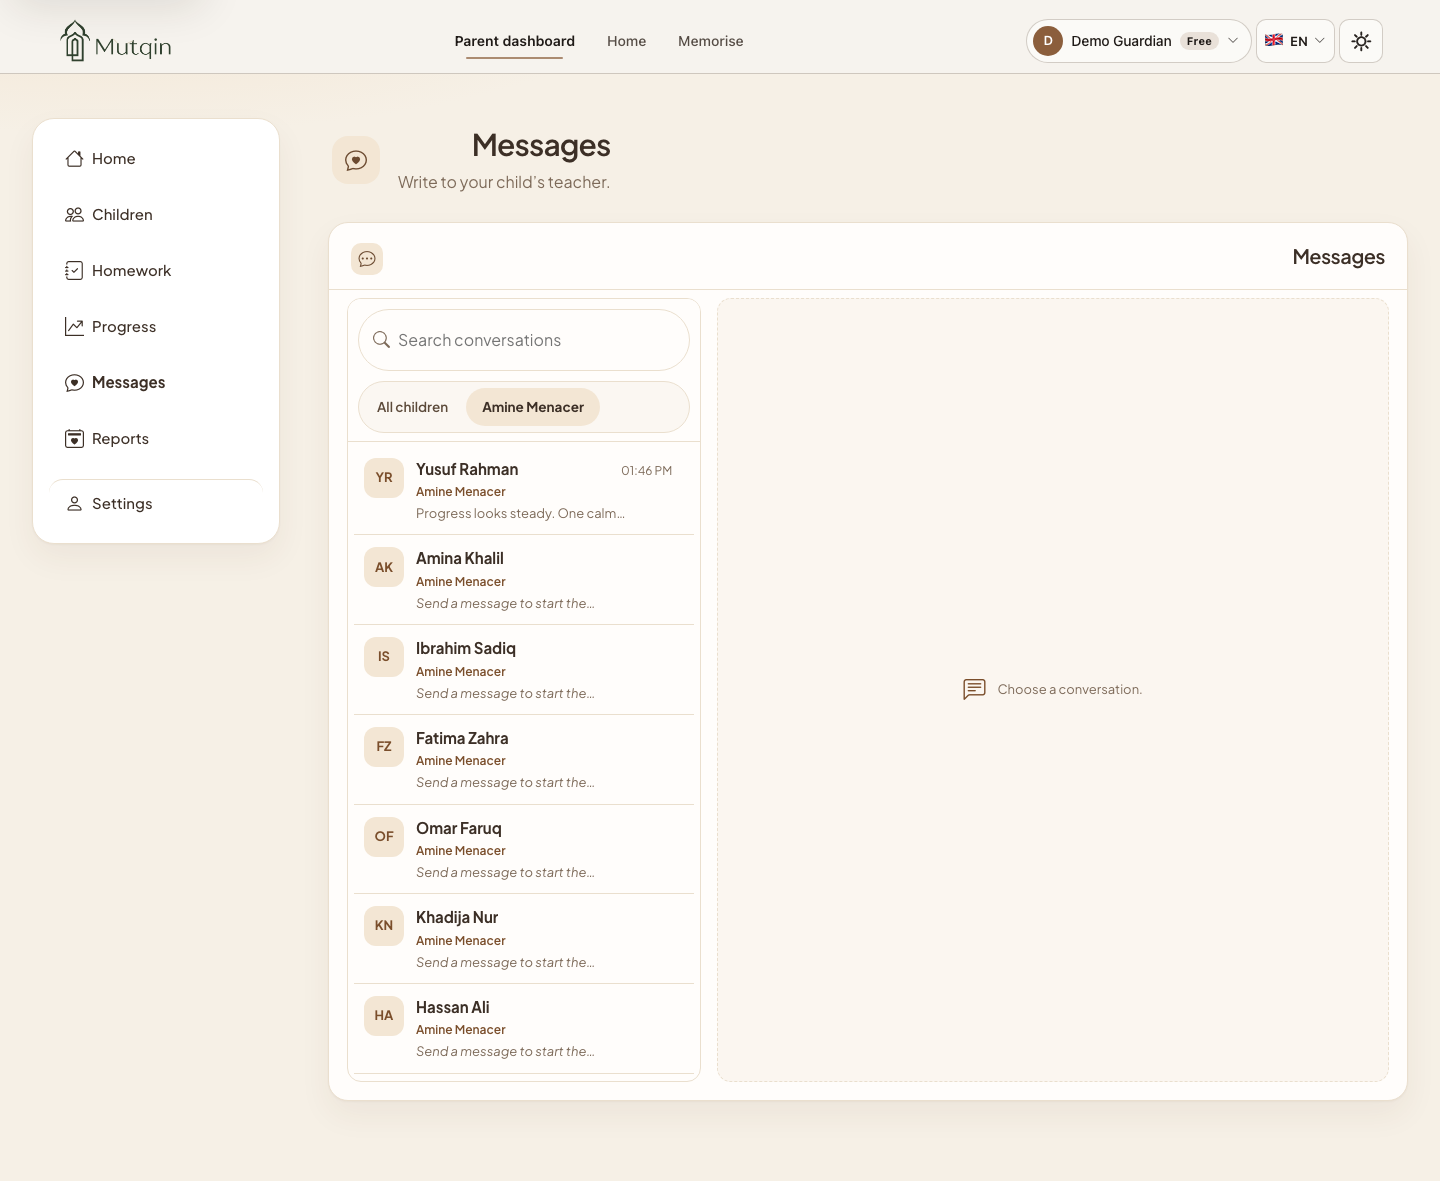 Mutqin
Parent dashboard
Home
Memorise
D
Demo Guardian
Free
EN
Home
Children
Homework
Progress
Messages
Reports
Settings
Messages
Write to your child's teacher.
Messages
Search conversations
All children
Amine Menacer
YR
Yusuf Rahman
01:46 PM
Amine Menacer
Progress looks steady. One calm...
AK
Amina Khalil
Amine Menacer
Send a message to start the...
IS
Ibrahim Sadiq
Amine Menacer
Send a message to start the...
FZ
Fatima Zahra
Amine Menacer
Send a message to start the...
OF
Omar Faruq
Amine Menacer
Send a message to start the...
KN
Khadija Nur
Amine Menacer
Send a message to start the...
HA
Hassan Ali
Amine Menacer
Send a message to start the...
Choose a conversation.